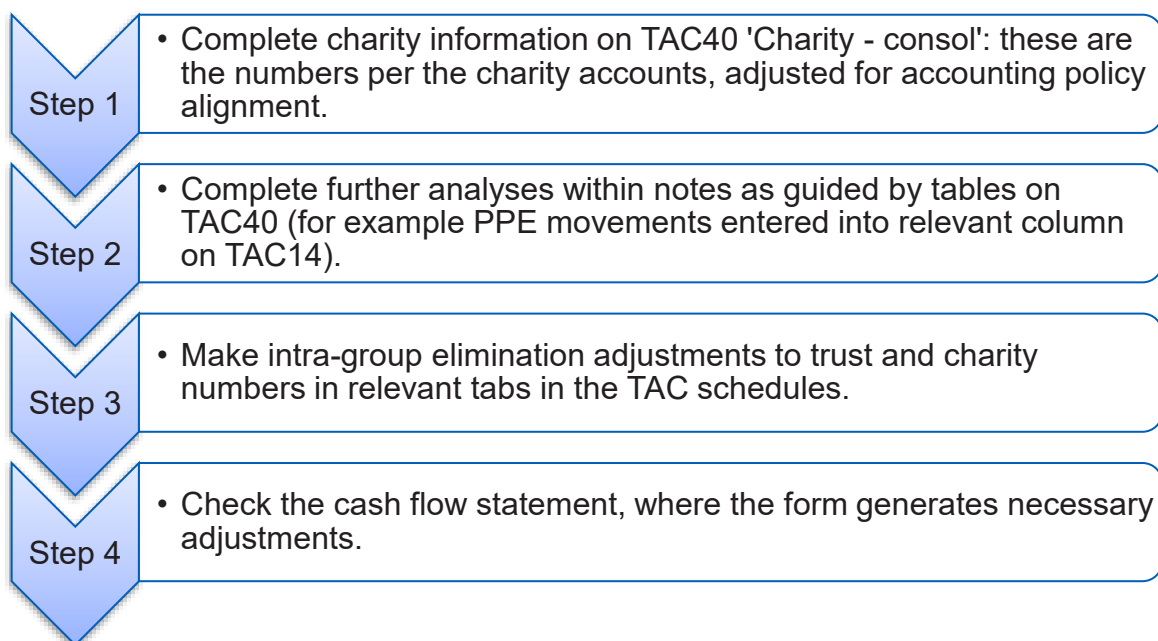 Step 1
• Complete charity information on TAC40 'Charity - consol': these are
the numbers per the charity accounts, adjusted for accounting policy
alignment.
Step 2
• Complete further analyses within notes as guided by tables on
TAC40 (for example PPE movements entered into relevant column
on TAC14).
Step 3
• Make intra-group elimination adjustments to trust and charity
numbers in relevant tabs in the TAC schedules.
Step 4
• Check the cash flow statement, where the form generates necessary
adjustments.